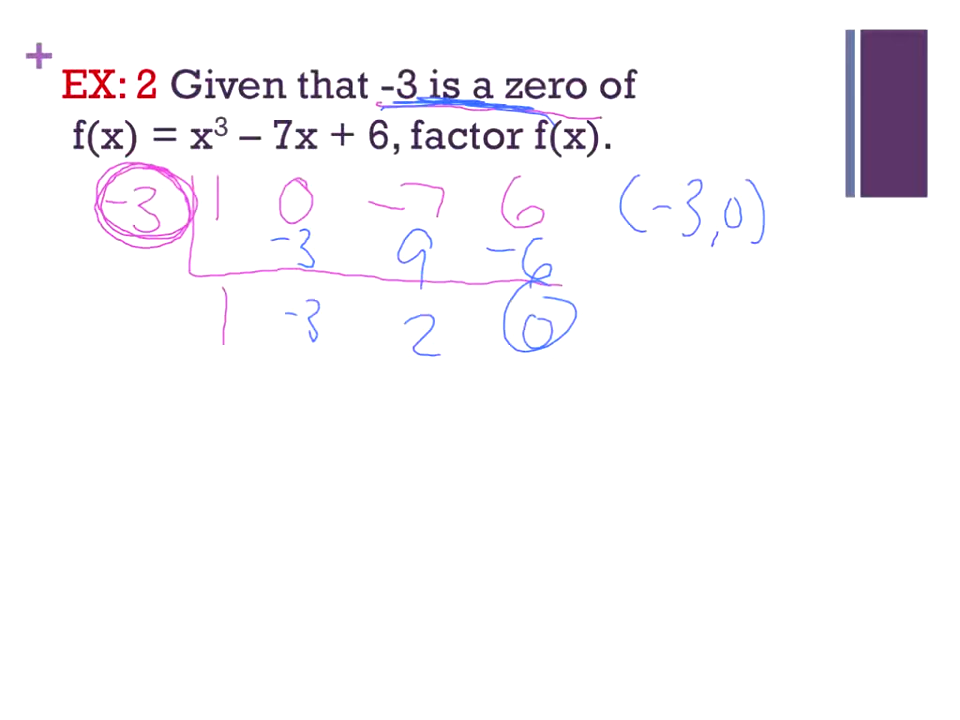 +
EX: 2 Given that -3 is a zero of
f(x) = x³ – 7x + 6, factor f(x).
-3 1 0 -7 6 (-3,0)
-3 9 -6
1 -3 2 0